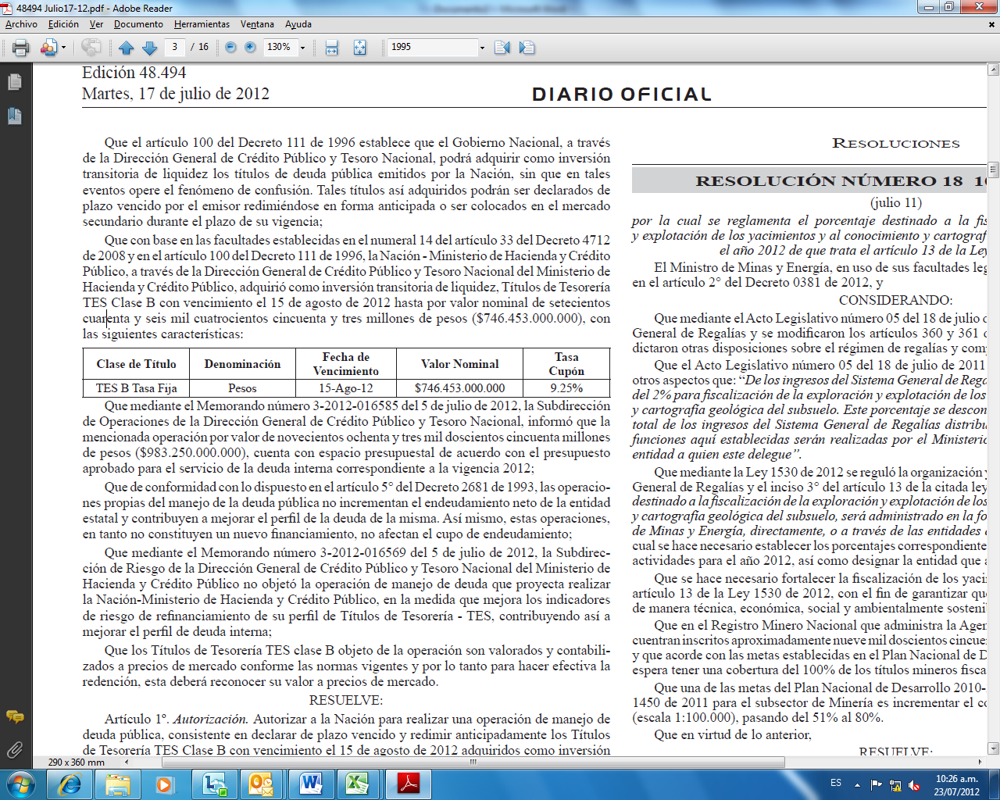 48494 Julio17-12.pdf - Adobe Reader
Archivo Edición Ver Documento Herramientas Ventana Ayuda
3 / 16 130% 1995
Edición 48.494
Martes, 17 de julio de 2012
DIARIO OFICIAL
Que el artículo 100 del Decreto 111 de 1996 establece que el Gobierno Nacional, a través
de la Dirección General de Crédito Público y Tesoro Nacional, podrá adquirir como inversión
transitoria de liquidez los títulos de deuda pública emitidos por la Nación, sin que en tales
eventos opere el fenómeno de confusión. Tales títulos así adquiridos podrán ser declarados de
plazo vencido por el emisor redimiéndose en forma anticipada o ser colocados en el mercado
secundario durante el plazo de su vigencia;
Que con base en las facultades establecidas en el numeral 14 del artículo 33 del Decreto 4712
de 2008 y en el artículo 100 del Decreto 111 de 1996, la Nación - Ministerio de Hacienda y Crédito
Público, a través de la Dirección General de Crédito Público y Tesoro Nacional del Ministerio de
Hacienda y Crédito Público, adquirió como inversión transitoria de liquidez, Títulos de Tesorería
TES Clase B con vencimiento el 15 de agosto de 2012 hasta por valor nominal de setecientos
cuarenta y seis mil cuatrocientos cincuenta y tres millones de pesos ($746.453.000.000), con
las siguientes características:
Clase de Título Denominación Fecha de Vencimiento Valor Nominal Tasa Cupón
TES B Tasa Fija Pesos 15-Ago-12 $746.453.000.000 9.25%
Que mediante el Memorando número 3-2012-016585 del 5 de julio de 2012, la Subdirección
de Operaciones de la Dirección General de Crédito Público y Tesoro Nacional, informó que la
mencionada operación por valor de novecientos ochenta y tres mil doscientos cincuenta millones
de pesos ($983.250.000.000), cuenta con espacio presupuestal de acuerdo con el presupuesto
aprobado para el servicio de la deuda interna correspondiente a la vigencia 2012;
Que de conformidad con lo dispuesto en el artículo 5° del Decreto 2681 de 1993, las operacio-
nes propias del manejo de la deuda pública no incrementan el endeudamiento neto de la entidad
estatal y contribuyen a mejorar el perfil de la deuda de la misma. Así mismo, estas operaciones,
en tanto no constituyen un nuevo financiamiento, no afectan el cupo de endeudamiento;
Que mediante el Memorando número 3-2012-016569 del 5 de julio de 2012, la Subdirec-
ción de Riesgo de la Dirección General de Crédito Público y Tesoro Nacional del Ministerio de
Hacienda y Crédito Público no objetó la operación de manejo de deuda que proyecta realizar
la Nación-Ministerio de Hacienda y Crédito Público, en la medida que mejora los indicadores
de riesgo de refinanciamiento de su perfil de Títulos de Tesorería - TES, contribuyendo así a
mejorar el perfil de deuda interna;
Que los Títulos de Tesorería TES clase B objeto de la operación son valorados y contabili-
zados a precios de mercado conforme las normas vigentes y por lo tanto para hacer efectiva la
redención, esta deberá reconocer su valor a precios de mercado.
RESUELVE:
Artículo 1º. Autorización. Autorizar a la Nación para realizar una operación de manejo de
deuda pública, consistente en declarar de plazo vencido y redimir anticipadamente los Títulos
de Tesorería TES Clase B con vencimiento el 15 de agosto de 2012 adquiridos como inversión
RESOLUCIONES
RESOLUCIÓN NÚMERO 18
(julio 11)
por la cual se reglamenta el porcentaje destinado a la fis
y explotación de los yacimientos y al conocimiento y cartograf
el año 2012 de que trata el artículo 13 de la Ley
El Ministro de Minas y Energía, en uso de sus facultades leg
en el artículo 2° del Decreto 0381 de 2012, y
CONSIDERANDO:
Que mediante el Acto Legislativo número 05 del 18 de julio d
General de Regalías y se modificaron los artículos 360 y 361 d
dictaron otras disposiciones sobre el régimen de regalías y com
Que el Acto Legislativo número 05 del 18 de julio de 2011
otros aspectos que: “De los ingresos del Sistema General de Rega
del 2% para fiscalización de la exploración y explotación de los
y cartografía geológica del subsuelo. Este porcentaje se descon
total de los ingresos del Sistema General de Regalías distribu
funciones aquí establecidas serán realizadas por el Ministerio
entidad a quien este delegue”.
Que mediante la Ley 1530 de 2012 se reguló la organización y
General de Regalías y el inciso 3° del artículo 13 de la citada ley
destinado a la fiscalización de la exploración y explotación de los
y cartografía geológica del subsuelo, será administrado en la fo
de Minas y Energía, directamente, o a través de las entidades
cual se hace necesario establecer los porcentajes correspondiente
actividades para el año 2012, así como designar la entidad que a
Que se hace necesario fortalecer la fiscalización de los yaci
artículo 13 de la Ley 1530 de 2012, con el fin de garantizar qu
de manera técnica, económica, social y ambientalmente sosteni
Que en el Registro Minero Nacional que administra la Agen
cuentran inscritos aproximadamente nueve mil doscientos cincue
y que acorde con las metas establecidas en el Plan Nacional de D
espera tener una cobertura del 100% de los títulos mineros fisca
Que una de las metas del Plan Nacional de Desarrollo 2010-
1450 de 2011 para el subsector de Minería es incrementar el co
(escala 1:100.000), pasando del 51% al 80%.
Que en virtud de lo anterior,
RESUELVE:
290 x 360 mm
ES
10:26 a.m.
23/07/2012